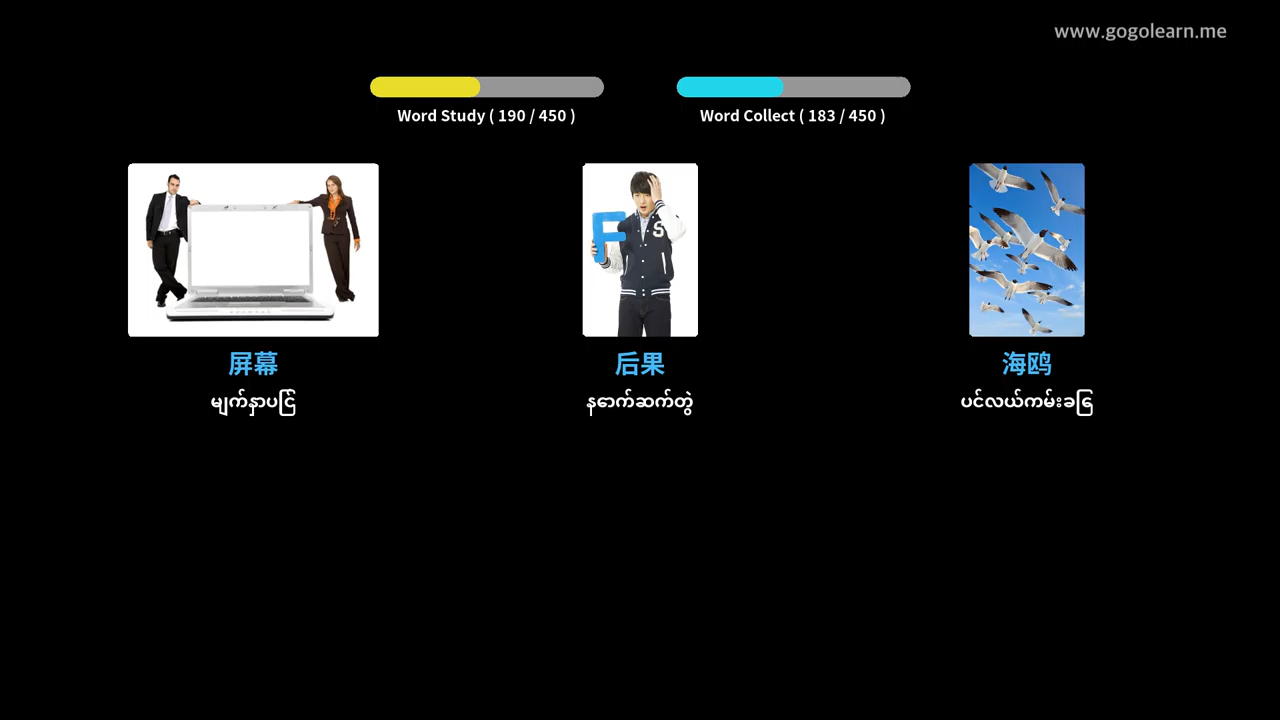 www.gogolearn.me
Word Study ( 190 / 450 )
Word Collect ( 183 / 450 )
F
S
屏幕
后果
海鸥
မျက်နှာပြင်
နောက်ဆက်တွဲ
ပင်လယ်ကမ်းခြေ